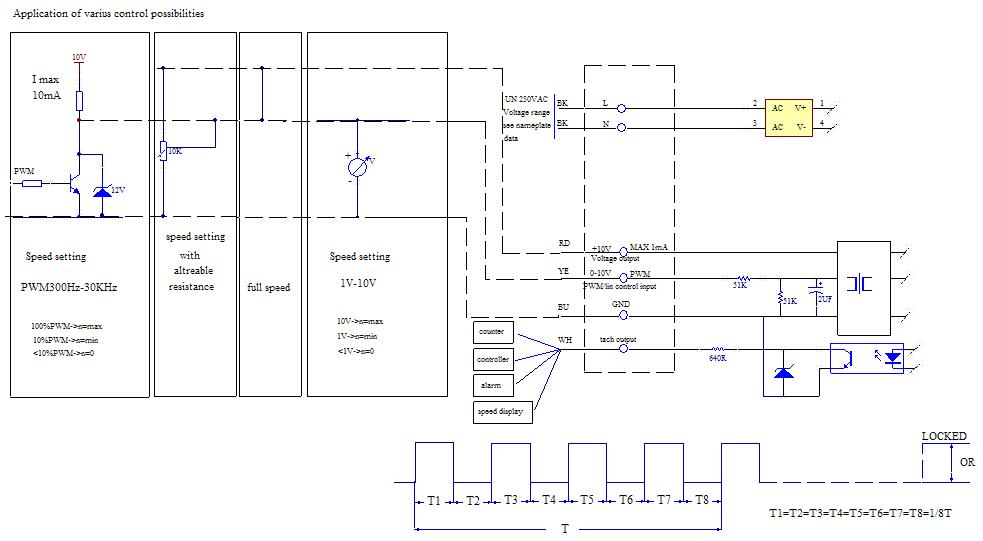 Application of varius control possibilities
10V
I max
10mA
PWM
12V
Speed setting
PWM300Hz-30KHz
100%PWM->n=max
10%PWM->n=min
<10%PWM->n=0
10K
speed setting
with
altreable
resistance
full speed
+
V
-
Speed setting
1V-10V
10V->n=max
1V->n=min
<1V->n=0
UN 230VAC
Voltage range
see nameplate
data
BK
L
BK
N
2
AC
V+
1
3
AC
V-
4
RD
+10V
MAX 1mA
Voltage output
YE
0-10V
PWM
PWM/lin control input
51K
51K
+
2UF
BU
GND
WH
tach output
640R
counter
controller
alarm
speed display
LOCKED
OR
T1
T2
T3
T4
T5
T6
T7
T8
T
T1=T2=T3=T4=T5=T6=T7=T8=1/8T